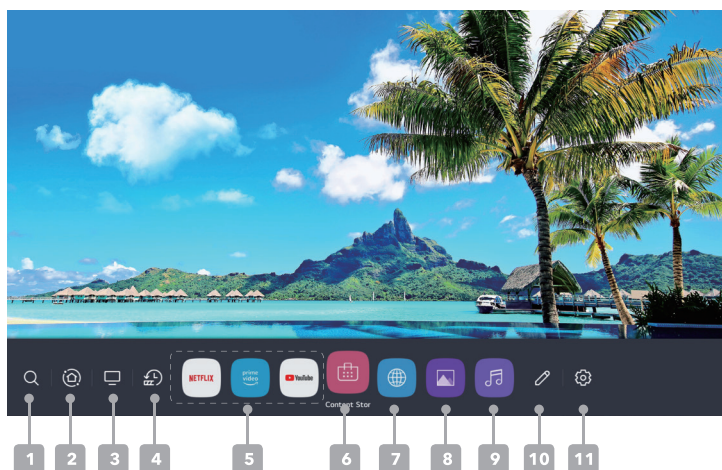 NETFLIX
prime
video
YouTube
Content Stor
1 2 3 4 5 6 7 8 9 10 11